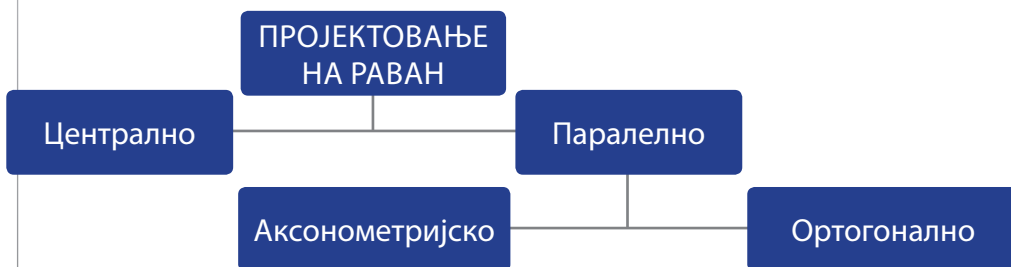 ПРОЈЕКТОВАЊЕ
НА РАВАН
Централно
Паралелно
Аксонометријско
Ортогонално